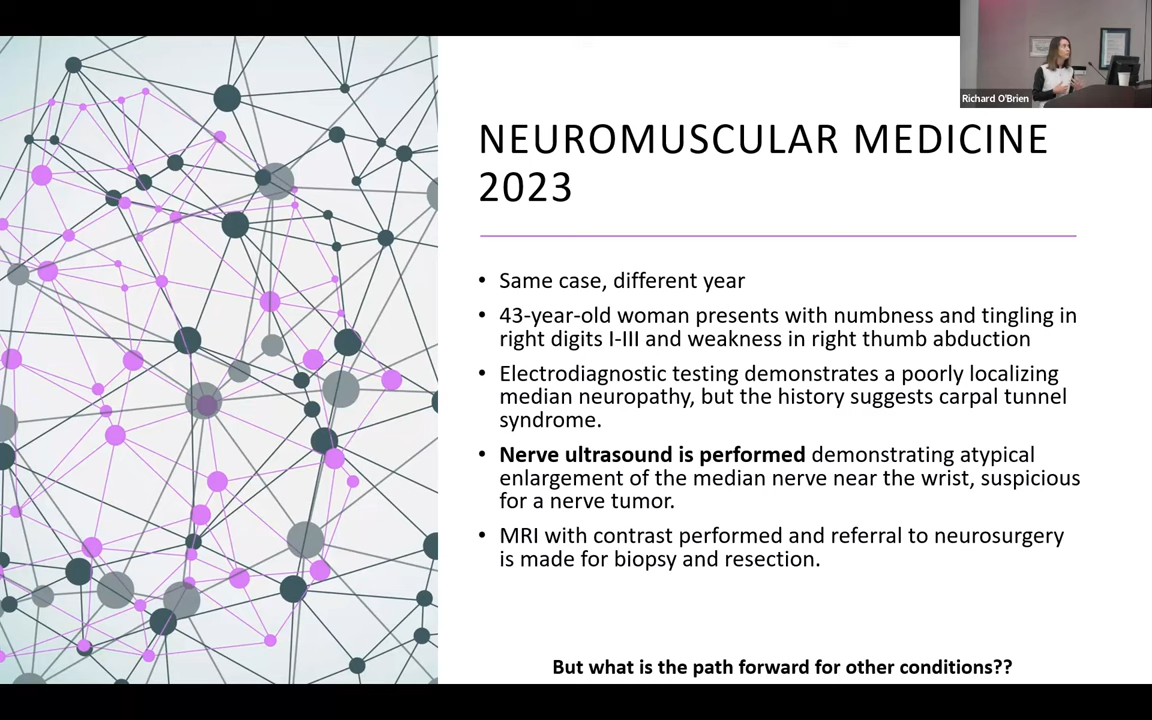 Richard O'Brien
NEUROMUSCULAR MEDICINE
2023
• Same case, different year
• 43-year-old woman presents with numbness and tingling in
right digits I-III and weakness in right thumb abduction
• Electrodiagnostic testing demonstrates a poorly localizing
median neuropathy, but the history suggests carpal tunnel
syndrome.
• Nerve ultrasound is performed demonstrating atypical
enlargement of the median nerve near the wrist, suspicious
for a nerve tumor.
• MRI with contrast performed and referral to neurosurgery
is made for biopsy and resection.
But what is the path forward for other conditions??